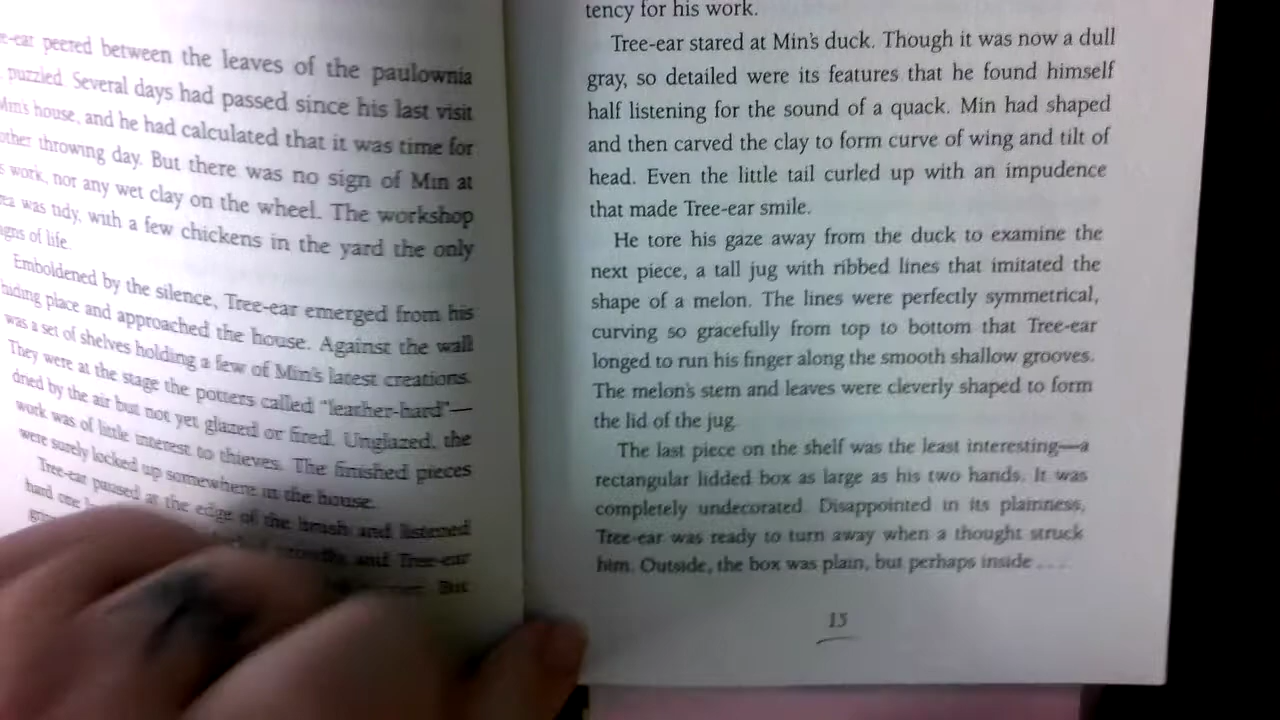 e-ear peered between the leaves of the paulownia
puzzled. Several days had passed since his last visit
Min's house, and he had calculated that it was time for
other throwing day. But there was no sign of Min at
s work, nor any wet clay on the wheel. The workshop
rea was tidy, with a few chickens in the yard the only
igns of life.
Emboldened by the silence, Tree-ear emerged from his
hiding place and approached the house. Against the wall
was a set of shelves holding a few of Min's latest creations.
They were at the stage the potters called "leather-hard"—
dried by the air but not yet glazed or fired. Unglazed, the
work was of little interest to thieves. The finished pieces
were surely locked up somewhere in the house.
Tree-ear paused at the edge of the brush and listened
hard one
and Tree-ear
But
tency for his work.
Tree-ear stared at Min's duck. Though it was now a dull
gray, so detailed were its features that he found himself
half listening for the sound of a quack. Min had shaped
and then carved the clay to form curve of wing and tilt of
head. Even the little tail curled up with an impudence
that made Tree-ear smile.
He tore his gaze away from the duck to examine the
next piece, a tall jug with ribbed lines that imitated the
shape of a melon. The lines were perfectly symmetrical,
curving so gracefully from top to bottom that Tree-ear
longed to run his finger along the smooth shallow grooves.
The melon's stem and leaves were cleverly shaped to form
the lid of the jug.
The last piece on the shelf was the least interesting—a
rectangular lidded box as large as his two hands. It was
completely undecorated. Disappointed in its plainness,
Tree-ear was ready to turn away when a thought struck
him. Outside, the box was plain, but perhaps inside . . . .
15